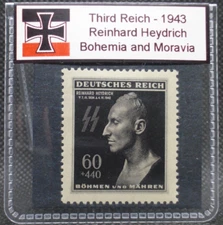 Third Reich - 1943
Reinhard Heydrich
Bohemia and Moravia
DEUTSCHES REICH
REINHARD HEYDRICH
60
+440
BÖHMEN und MÄHREN